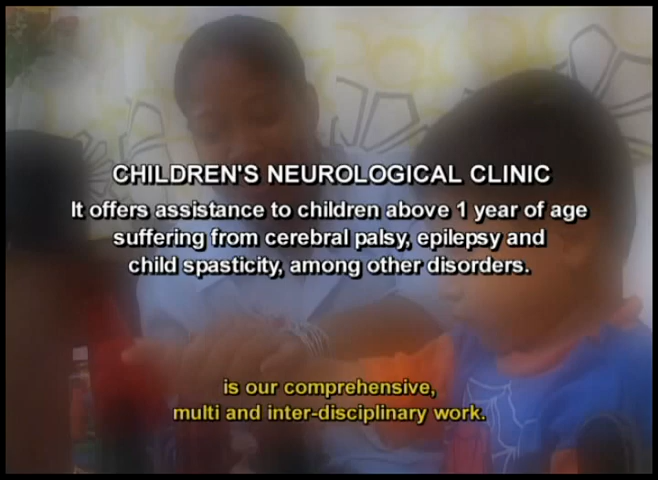 CHILDREN'S NEUROLOGICAL CLINIC
It offers assistance to children above 1 year of age
suffering from cerebral palsy, epilepsy and
child spasticity, among other disorders.
is our comprehensive,
multi and inter-disciplinary work.